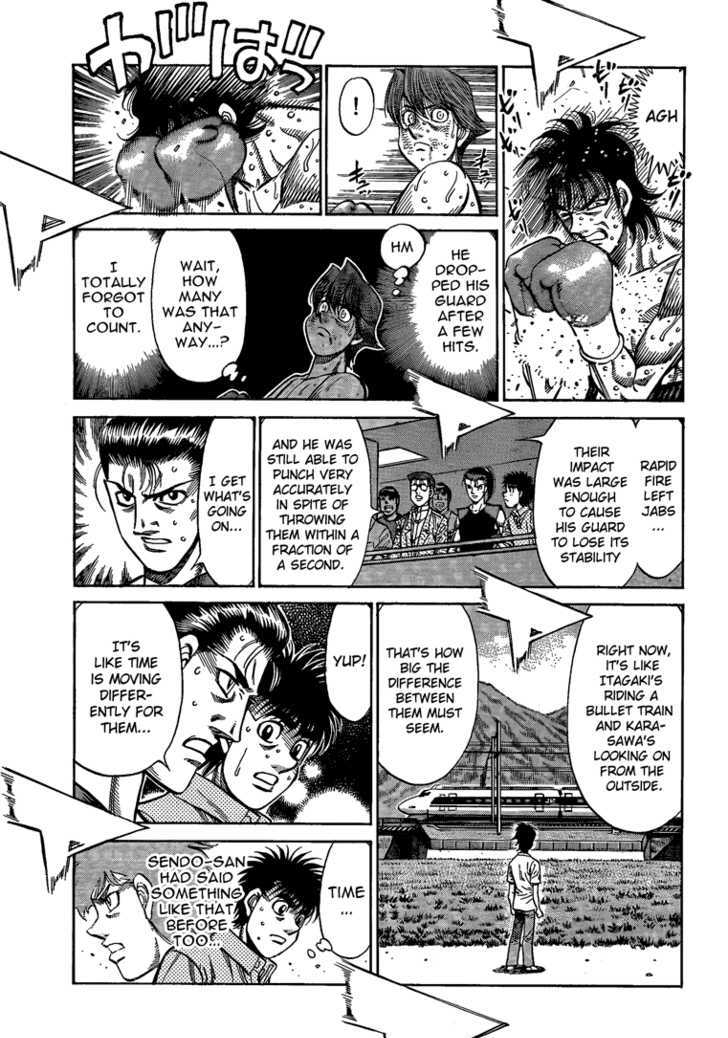 AGH
!
キッ
ガばっ
HE
DROP-
PED HIS
GUARD
AFTER
A FEW
HITS.
HM
WAIT,
HOW
MANY
WAS THAT
ANY-
WAY...?
I
TOTALLY
FORGOT
TO
COUNT.
RAPID
FIRE
LEFT
JABS
...
THEIR
IMPACT
WAS LARGE
ENOUGH
TO CAUSE
HIS GUARD
TO LOSE ITS
STABILITY
AND HE WAS
STILL ABLE TO
PUNCH VERY
ACCURATELY
IN SPITE OF
THROWING
THEM WITHIN A
FRACTION OF
A SECOND.
I GET
WHAT'S
GOING
ON...
RIGHT NOW,
IT'S LIKE
ITAGAKI'S
RIDING A
BULLET TRAIN
AND KARA-
SAWA'S
LOOKING ON
FROM THE
OUTSIDE.
THAT'S HOW
BIG THE
DIFFERENCE
BETWEEN
THEM MUST
SEEM.
YUP!
IT'S
LIKE TIME
IS MOVING
DIFFER-
ENTLY FOR
THEM...
TIME
...
SENDO-SAN
HAD SAID
SOMETHING
LIKE THAT
BEFORE
TOO...